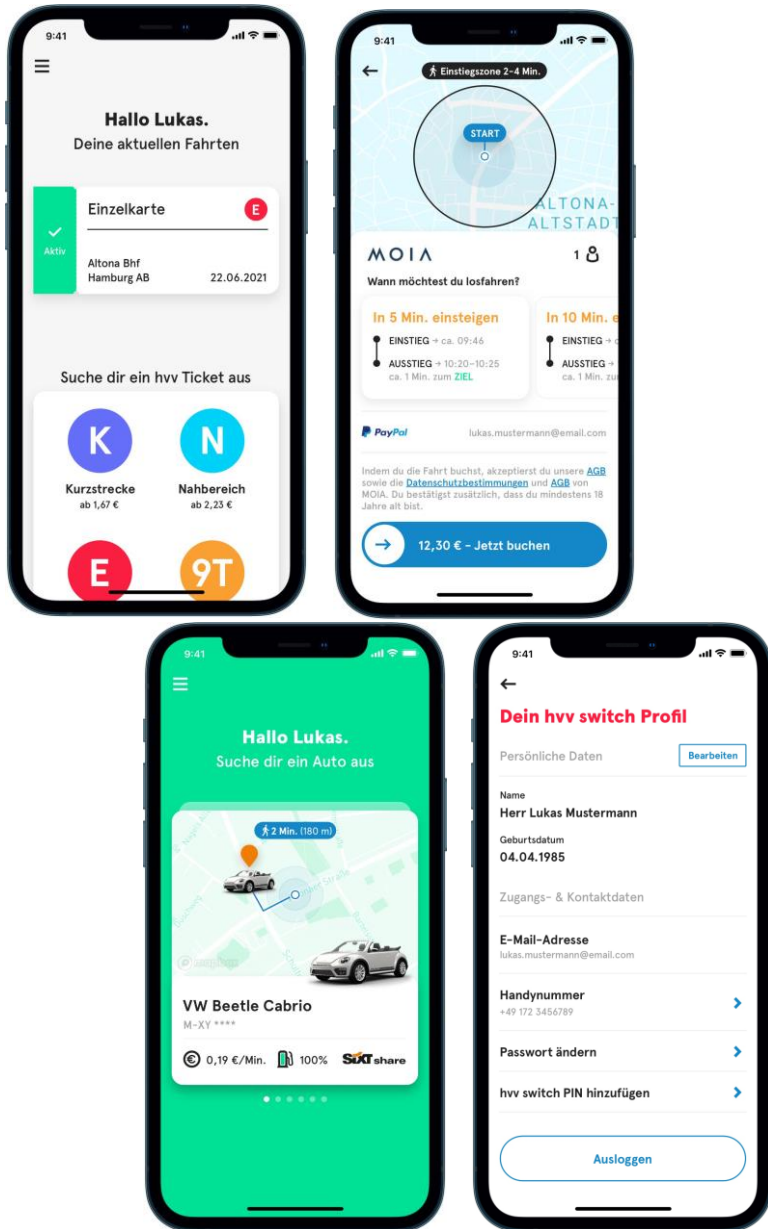 9:41
Hallo Lukas.
Deine aktuellen Fahrten
Aktiv
Einzelkarte
E
Altona Bhf
Hamburg AB
22.06.2021
Suche dir ein hvv Ticket aus
K
N
Kurzstrecke
ab 1,67 €
Nahbereich
ab 2,23 €
E
9T
9:41
Einstiegszone 2–4 Min.
START
ALTONA-
ALTSTADT
MOIA
1
Wann möchtest du losfahren?
In 5 Min. einsteigen
EINSTIEG → ca. 09:46
AUSSTIEG → 10:20–10:25
ca. 1 Min. zum ZIEL
In 10 Min. e
EINSTIEG → c
AUSSTIEG →
ca. 1 Min. zu
PayPal
lukas.mustermann@email.com
Indem du die Fahrt buchst, akzeptierst du unsere AGB
sowie die Datenschutzbestimmungen und AGB von
MOIA. Du bestätigst zusätzlich, dass du mindestens 18
Jahre alt bist.
12,30 € – Jetzt buchen
9:41
Hallo Lukas.
Suche dir ein Auto aus
2 Min. (180 m)
mapbox
VW Beetle Cabrio
M-XY ****
0,19 €/Min.
100%
SIXT share
9:41
Dein hvv switch Profil
Persönliche Daten
Bearbeiten
Name
Herr Lukas Mustermann
Geburtsdatum
04.04.1985
Zugangs- & Kontaktdaten
E-Mail-Adresse
lukas.mustermann@email.com
Handynummer
+49 172 3456789
Passwort ändern
hvv switch PIN hinzufügen
Ausloggen